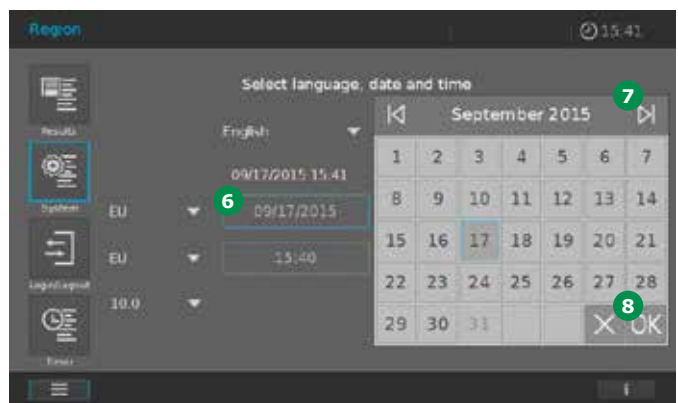 Region
15:41
Select language, date and time
Results
English
09/17/2015 15:41
System
EU
6
09/17/2015
EU
15:40
Login/Logout
10.0
Timer
7
September 2015
1 2 3 4 5 6 7
8 9 10 11 12 13 14
15 16 17 18 19 20 21
22 23 24 25 26 27 28
29 30 31
8
OK
i